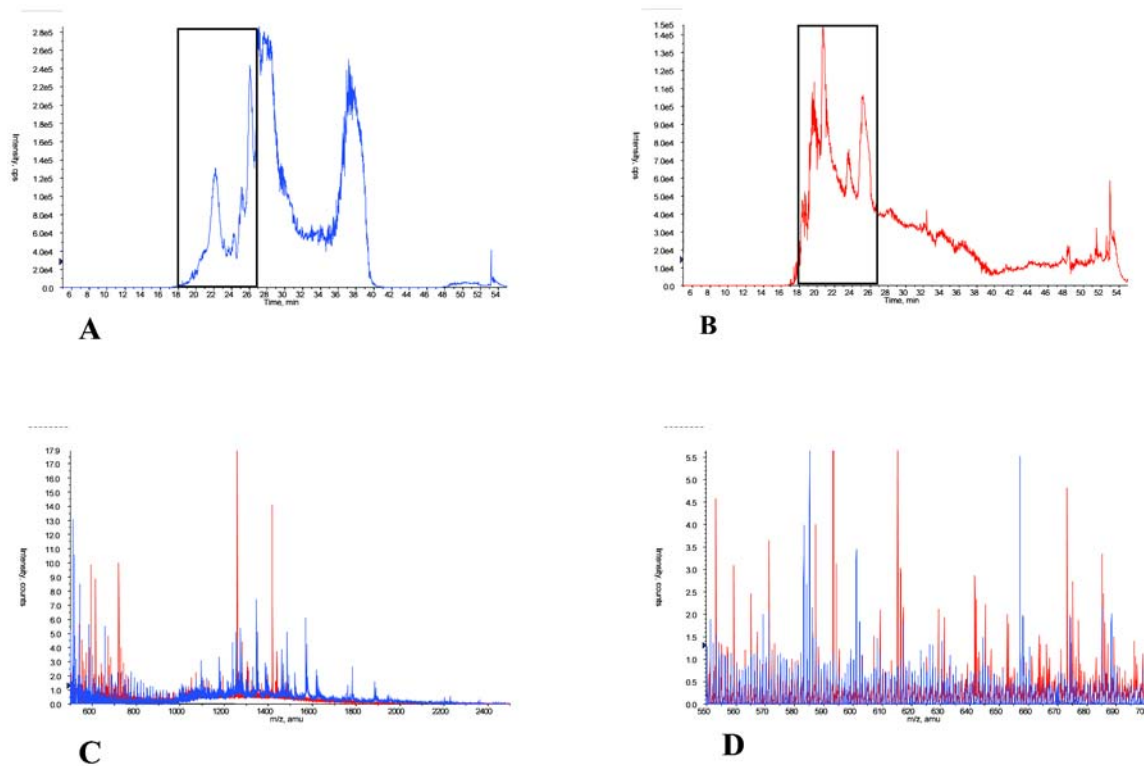 2.8e5
2.6e5
2.4e5
2.2e5
2.0e5
1.8e5
1.6e5
1.4e5
1.2e5
1.0e5
8.0e4
6.0e4
4.0e4
2.0e4
0.0
Intensity, cps
6 8 10 12 14 16 18 20 22 24 26 28 30 32 34 36 38 40 42 44 46 48 50 52 54
Time, min
A
1.5e5
1.4e5
1.3e5
1.2e5
1.1e5
1.0e5
9.0e4
8.0e4
7.0e4
6.0e4
5.0e4
4.0e4
3.0e4
2.0e4
1.0e4
0.0
Intensity, cps
6 8 10 12 14 16 18 20 22 24 26 28 30 32 34 36 38 40 42 44 46 48 50 52 54
Time, min
B
17.9
17.0
16.0
15.0
14.0
13.0
12.0
11.0
10.0
9.0
8.0
7.0
6.0
5.0
4.0
3.0
2.0
1.0
0.0
Intensity, counts
600 1000 1400 1600 2000 2400
m/z, amu
C
5.5
5.0
4.5
4.0
3.5
3.0
2.5
2.0
1.5
1.0
0.5
0.0
Intensity, counts
550 560 570 580 590 600 610 620 630 640 650 660 670 680 690 70
m/z, amu
D